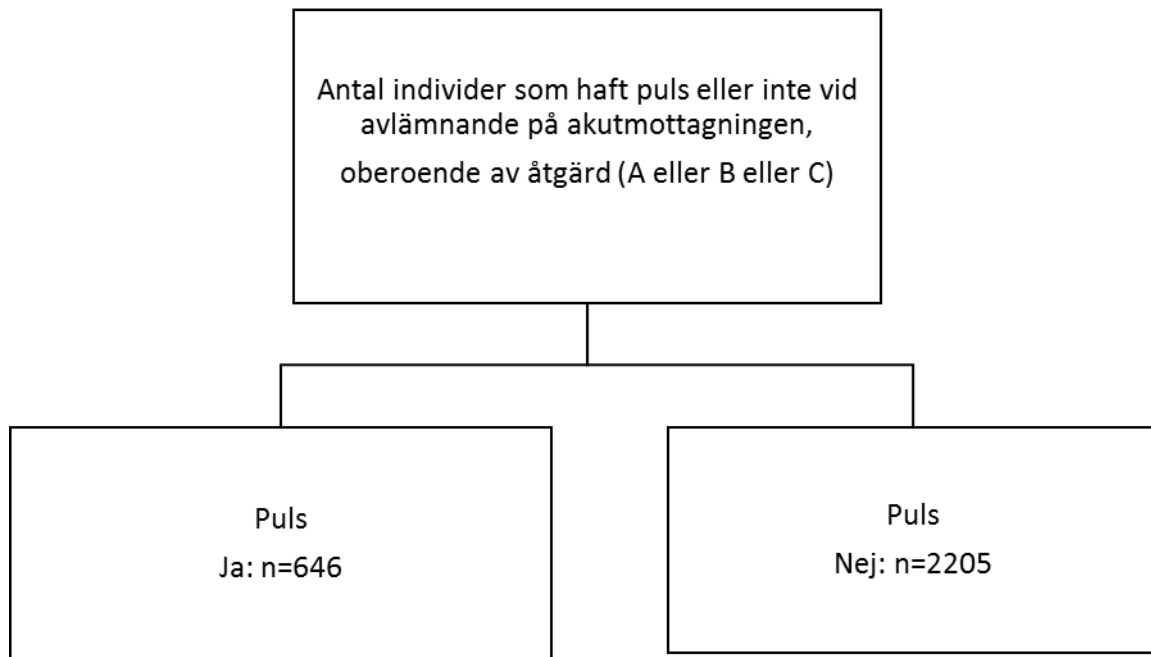 Antal individer som haft puls eller inte vid
avlämnande på akutmottagningen,
oberoende av åtgärd (A eller B eller C)
Puls
Ja: n=646
Puls
Nej: n=2205